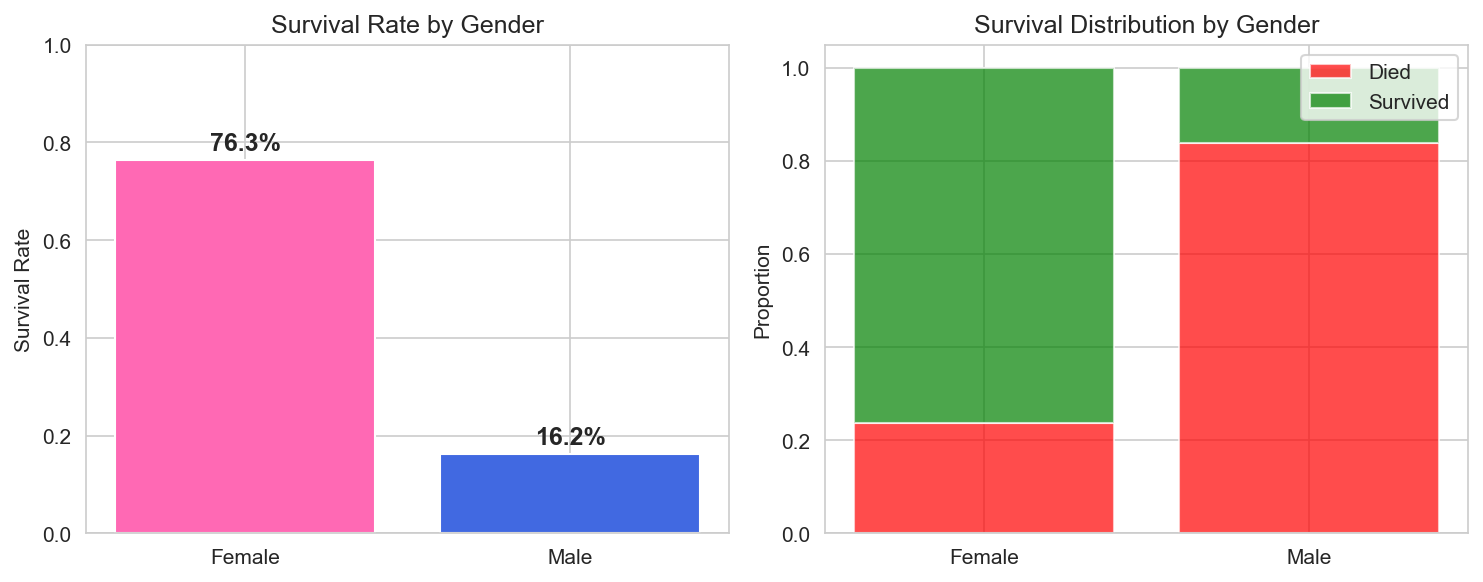 Survival Rate by Gender
1.0
0.8
0.6
0.4
0.2
0.0
Survival Rate
76.3%
16.2%
Female
Male
Survival Distribution by Gender
1.0
0.8
0.6
0.4
0.2
0.0
Proportion
Died
Survived
Female
Male